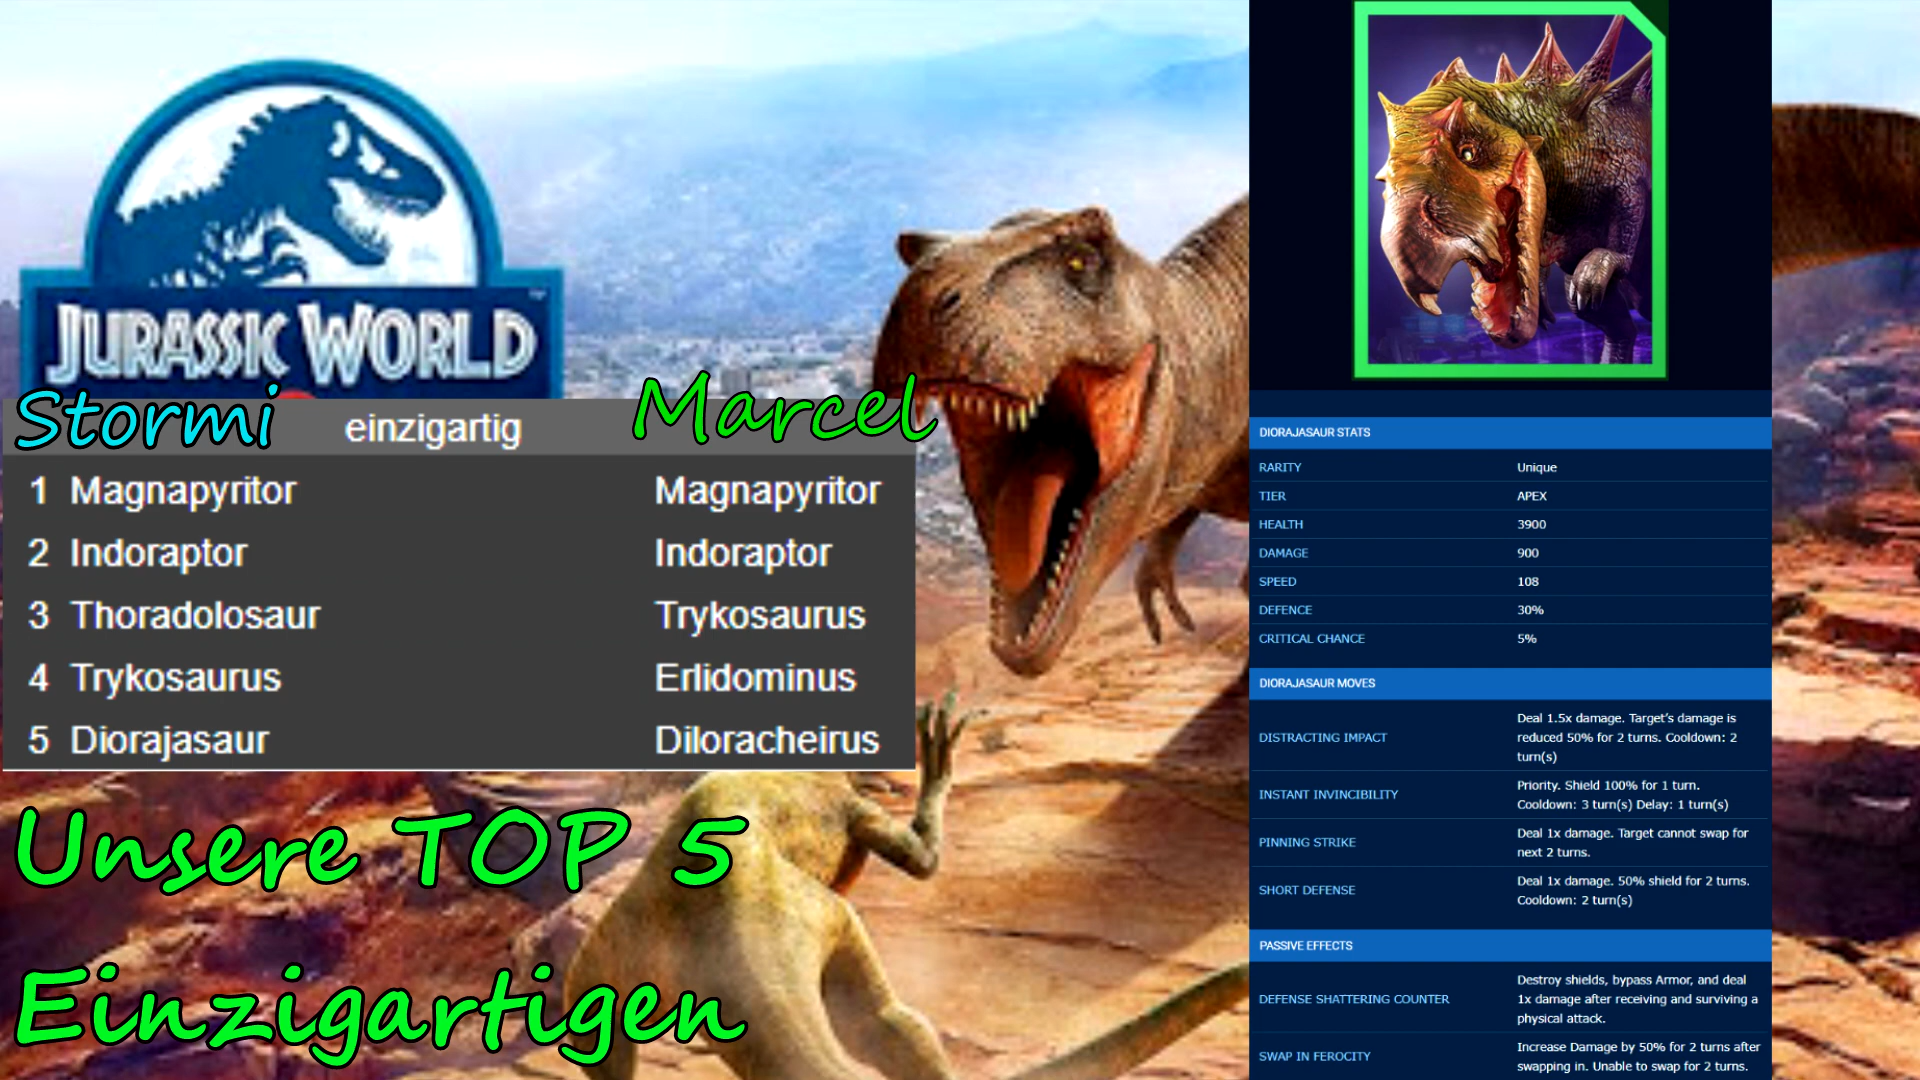 JURASSIC WORLD
Stormi einzigartig Marcel
1 Magnapyritor Magnapyritor
2 Indoraptor Indoraptor
3 Thoradolosaur Trykosaurus
4 Trykosaurus Erlidominus
5 Diorajasaur Diloracheirus
Unsere TOP 5
Einzigartigen
DIORAJASAUR STATS
RARITY Unique
TIER APEX
HEALTH 3900
DAMAGE 900
SPEED 108
DEFENCE 30%
CRITICAL CHANCE 5%
DIORAJASAUR MOVES
DISTRACTING IMPACT
Deal 1.5x damage. Target's damage is
reduced 50% for 2 turns. Cooldown: 2
turn(s)
INSTANT INVINCIBILITY
Priority. Shield 100% for 1 turn.
Cooldown: 3 turn(s) Delay: 1 turn(s)
PINNING STRIKE
Deal 1x damage. Target cannot swap for
next 2 turns.
SHORT DEFENSE
Deal 1x damage. 50% shield for 2 turns.
Cooldown: 2 turn(s)
PASSIVE EFFECTS
DEFENSE SHATTERING COUNTER
Destroy shields, bypass Armor, and deal
1x damage after receiving and surviving a
physical attack.
SWAP IN FEROCITY
Increase Damage by 50% for 2 turns after
swapping in. Unable to swap for 2 turns.